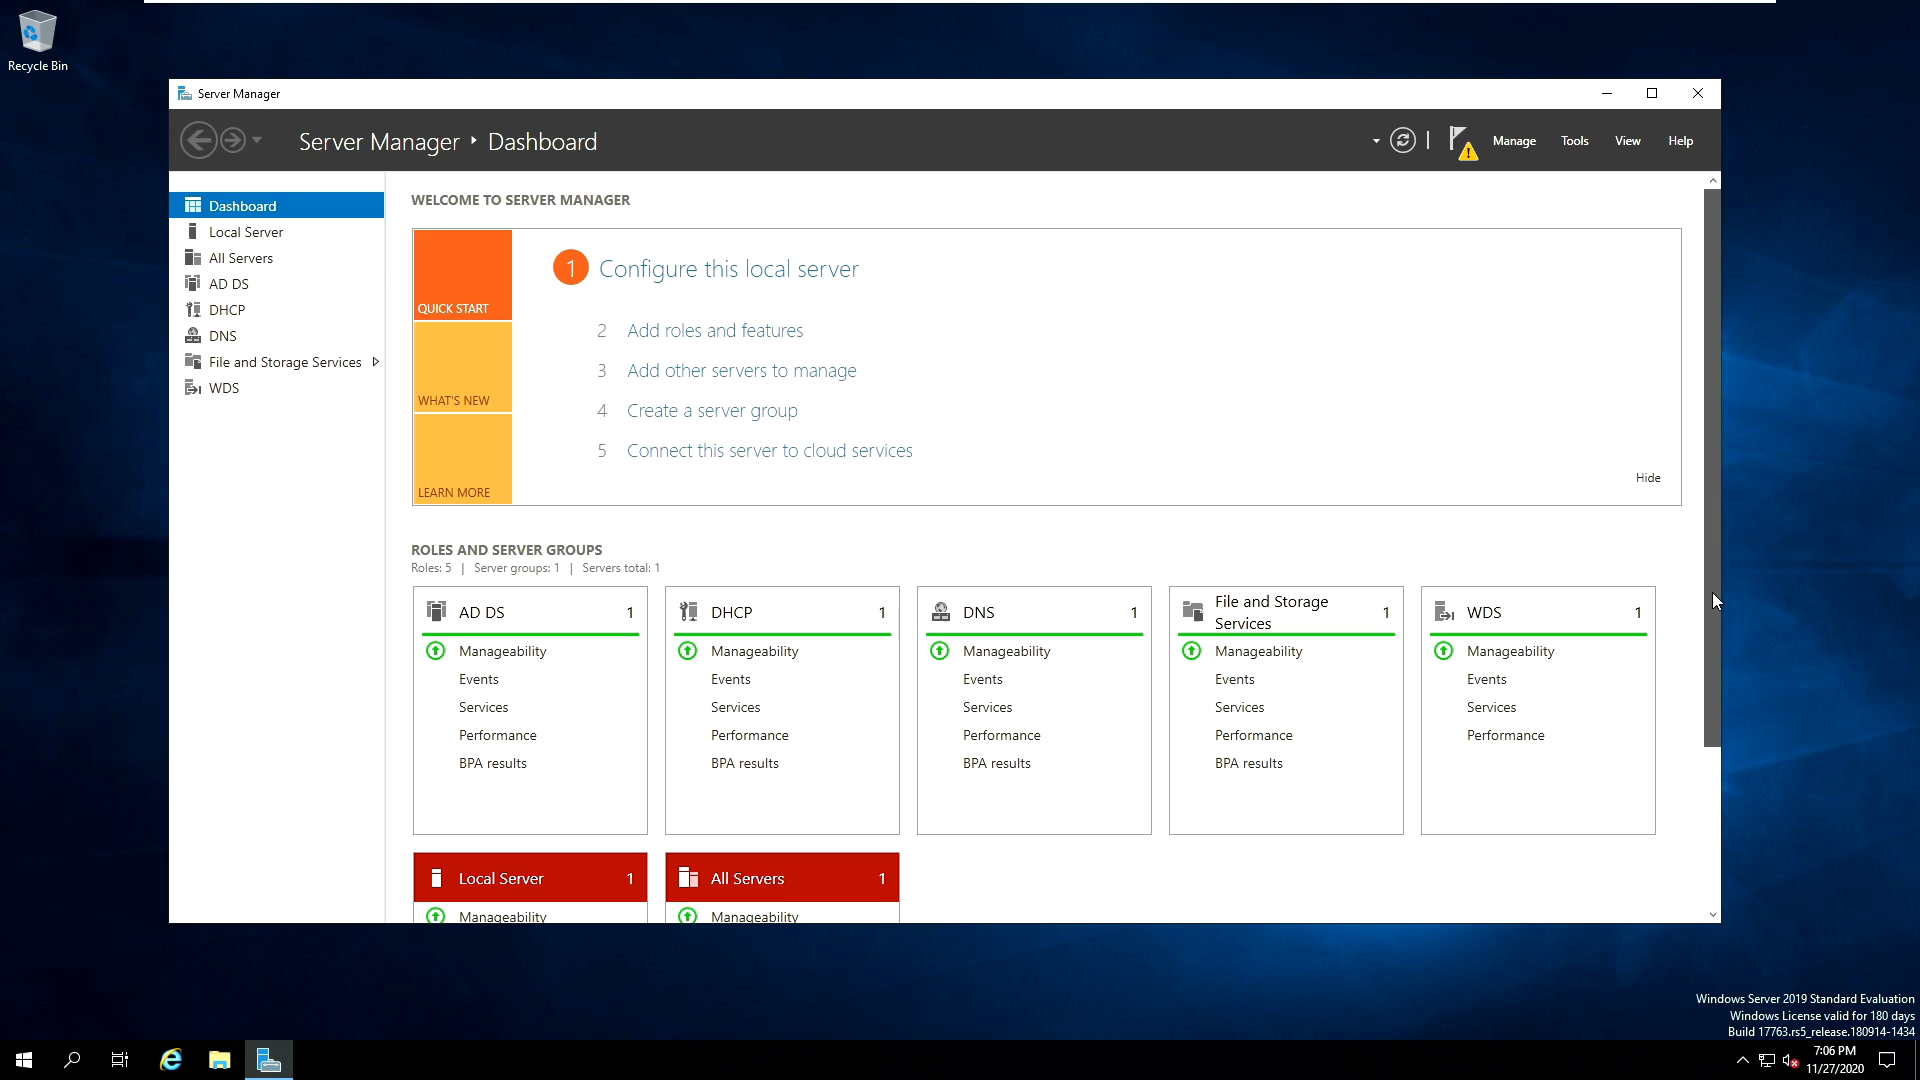 Recycle Bin
Server Manager
Server Manager Dashboard
Manage Tools View Help
Dashboard
Local Server
All Servers
AD DS
DHCP
DNS
File and Storage Services
WDS
WELCOME TO SERVER MANAGER
QUICK START
WHAT'S NEW
LEARN MORE
1 Configure this local server
2 Add roles and features
3 Add other servers to manage
4 Create a server group
5 Connect this server to cloud services
Hide
ROLES AND SERVER GROUPS
Roles: 5 | Server groups: 1 | Servers total: 1
AD DS 1
Manageability
Events
Services
Performance
BPA results
DHCP 1
Manageability
Events
Services
Performance
BPA results
DNS 1
Manageability
Events
Services
Performance
BPA results
File and Storage
Services 1
Manageability
Events
Services
Performance
BPA results
WDS 1
Manageability
Events
Services
Performance
Local Server 1
Manageability
All Servers 1
Manageability
Windows Server 2019 Standard Evaluation
Windows License valid for 180 days
Build 17763.rs5_release.180914-1434
7:06 PM
11/27/2020